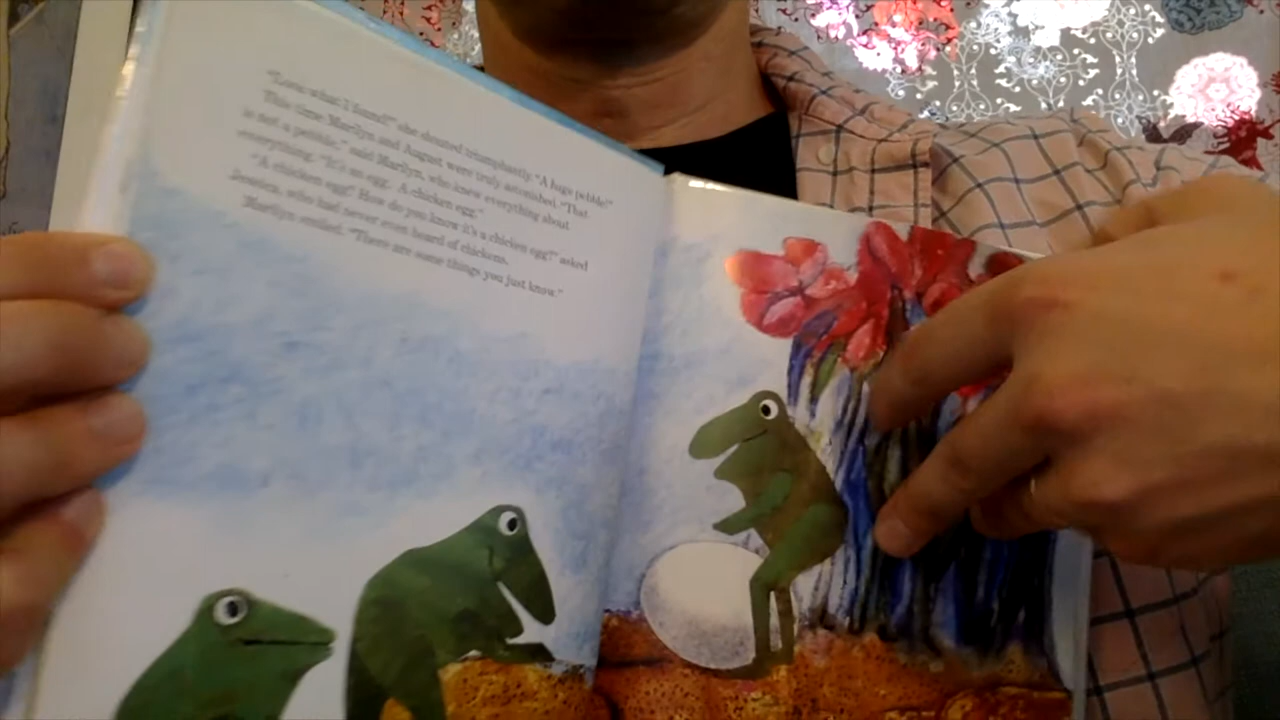 "Look what I found!" she shouted triumphantly. "A huge pebble!"
This time Marilyn and August were truly astonished. "That
is not a pebble," said Marilyn, who knew everything about
everything. "It's an egg. A chicken egg."
"A chicken egg? How do you know it's a chicken egg?" asked
Jessica, who had never even heard of chickens.
Marilyn smiled. "There are some things you just know."